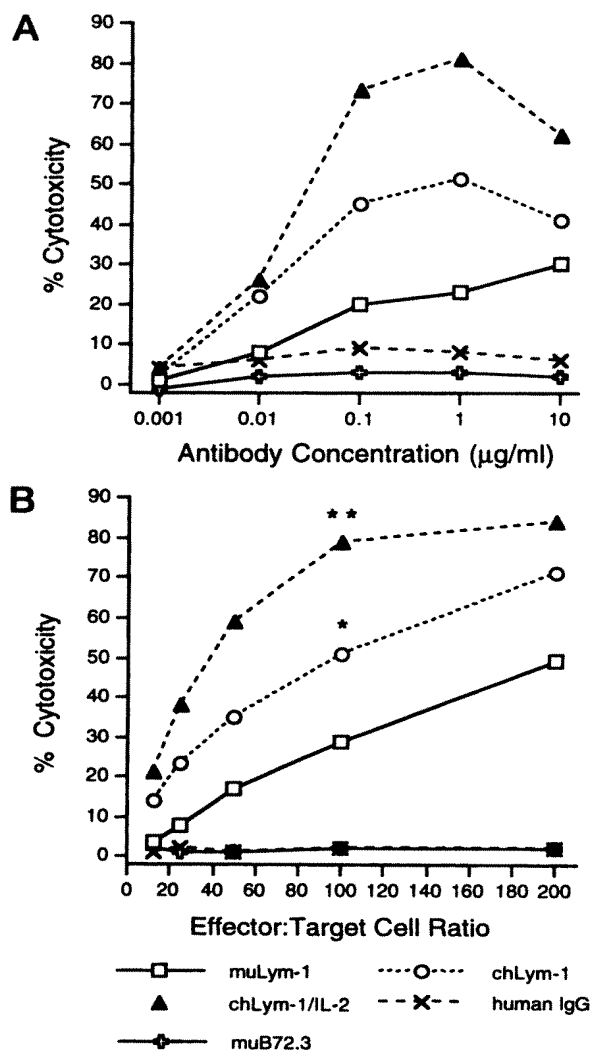 A
90
80
70
60
50
40
30
20
10
0
% Cytotoxicity
0.001 0.01 0.1 1 10
Antibody Concentration (μg/ml)
B
90
80
70
60
50
40
30
20
10
0
% Cytotoxicity
* *
*
0 20 40 60 80 100 120 140 160 180 200
Effector:Target Cell Ratio
muLym-1 chLym-1
chLym-1/IL-2 human IgG
muB72.3